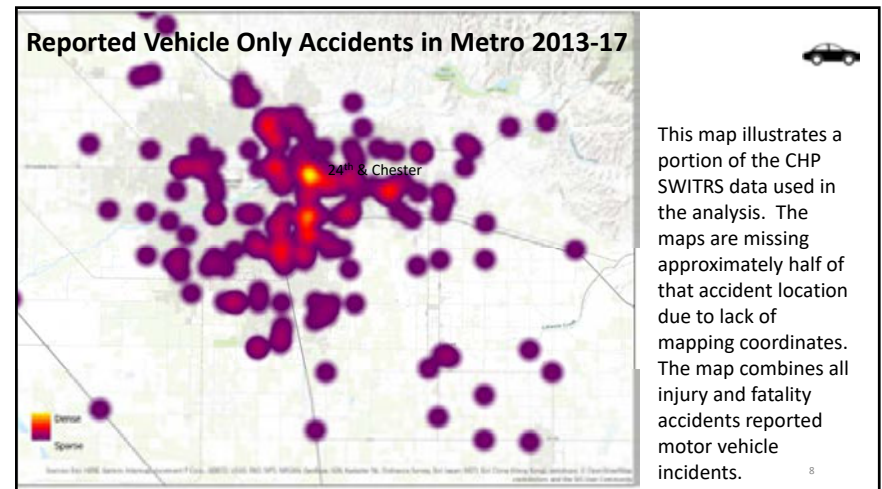 Reported Vehicle Only Accidents in Metro 2013-17
24th & Chester
This map illustrates a
portion of the CHP
SWITRS data used in
the analysis. The
maps are missing
approximately half of
that accident location
due to lack of
mapping coordinates.
The map combines all
injury and fatality
accidents reported
motor vehicle
incidents.
8
Dense
Sparse